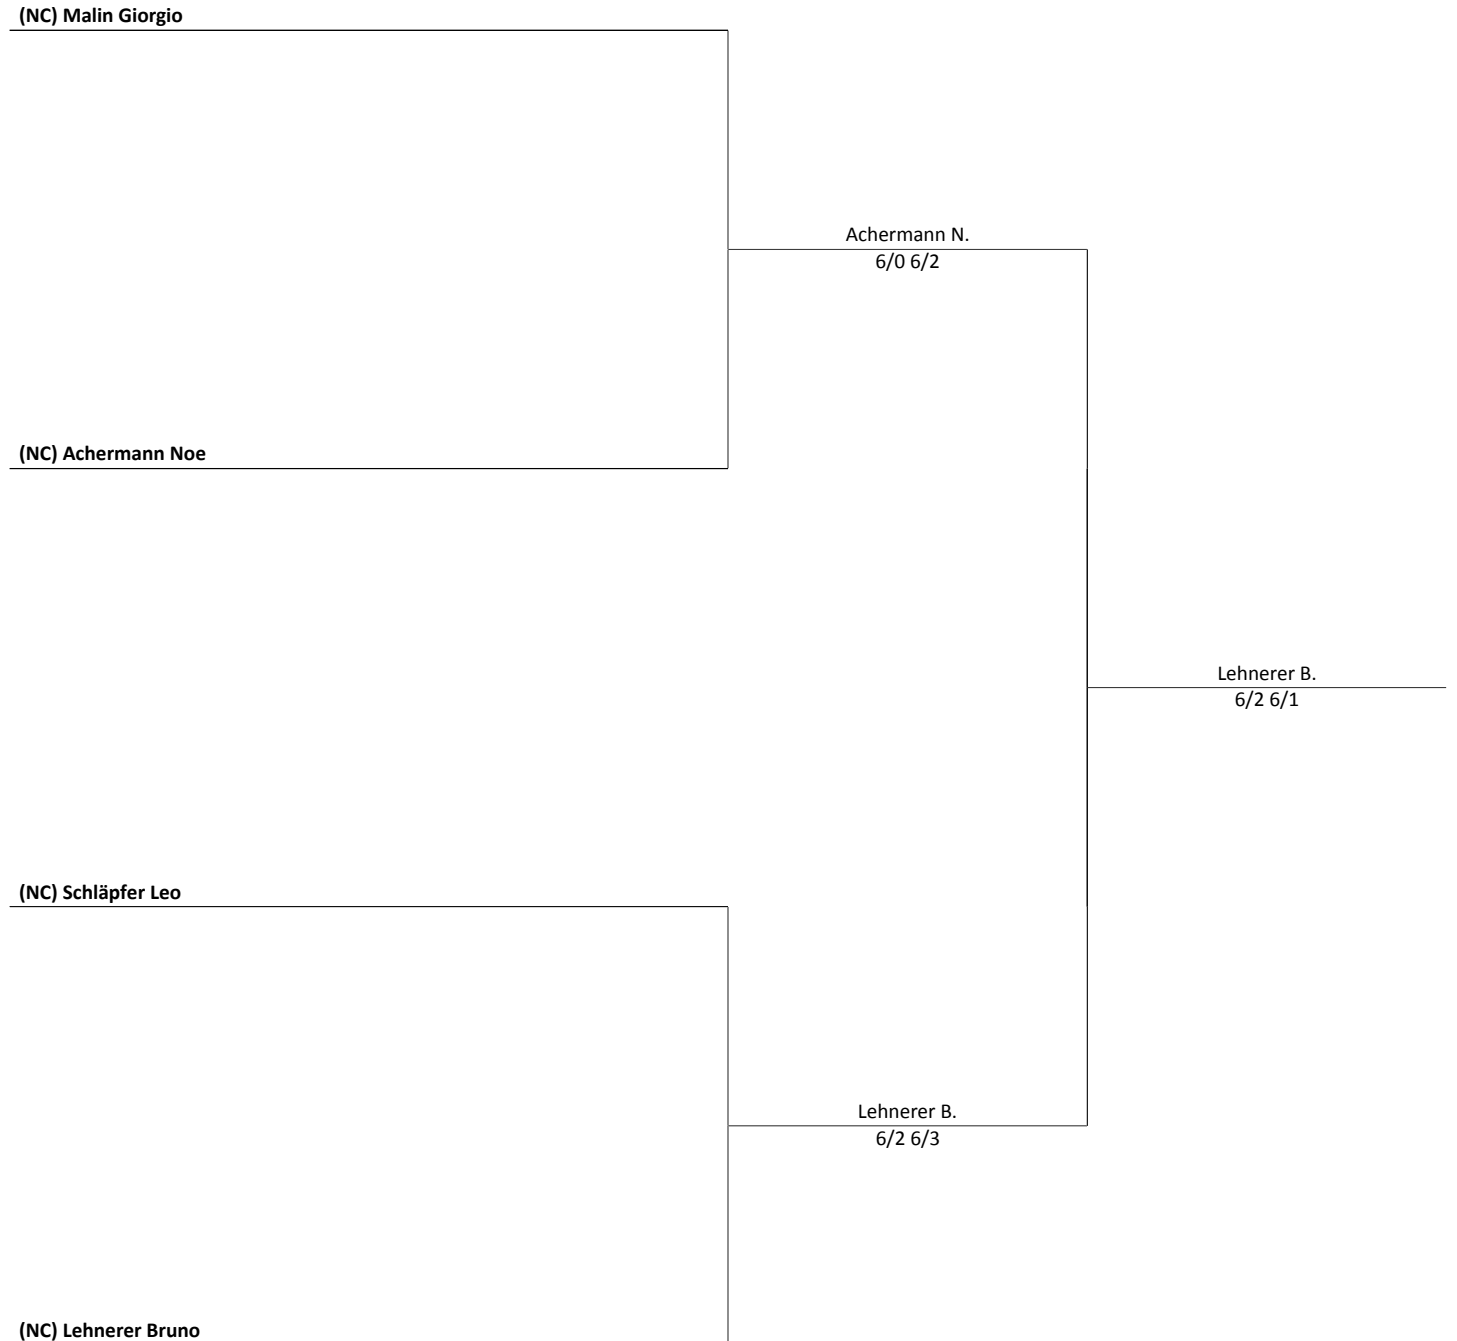 (NC) Malin Giorgio
Achermann N.
6/0 6/2
(NC) Achermann Noe
Lehnerer B.
6/2 6/1
(NC) Schläpfer Leo
Lehnerer B.
6/2 6/3
(NC) Lehnerer Bruno